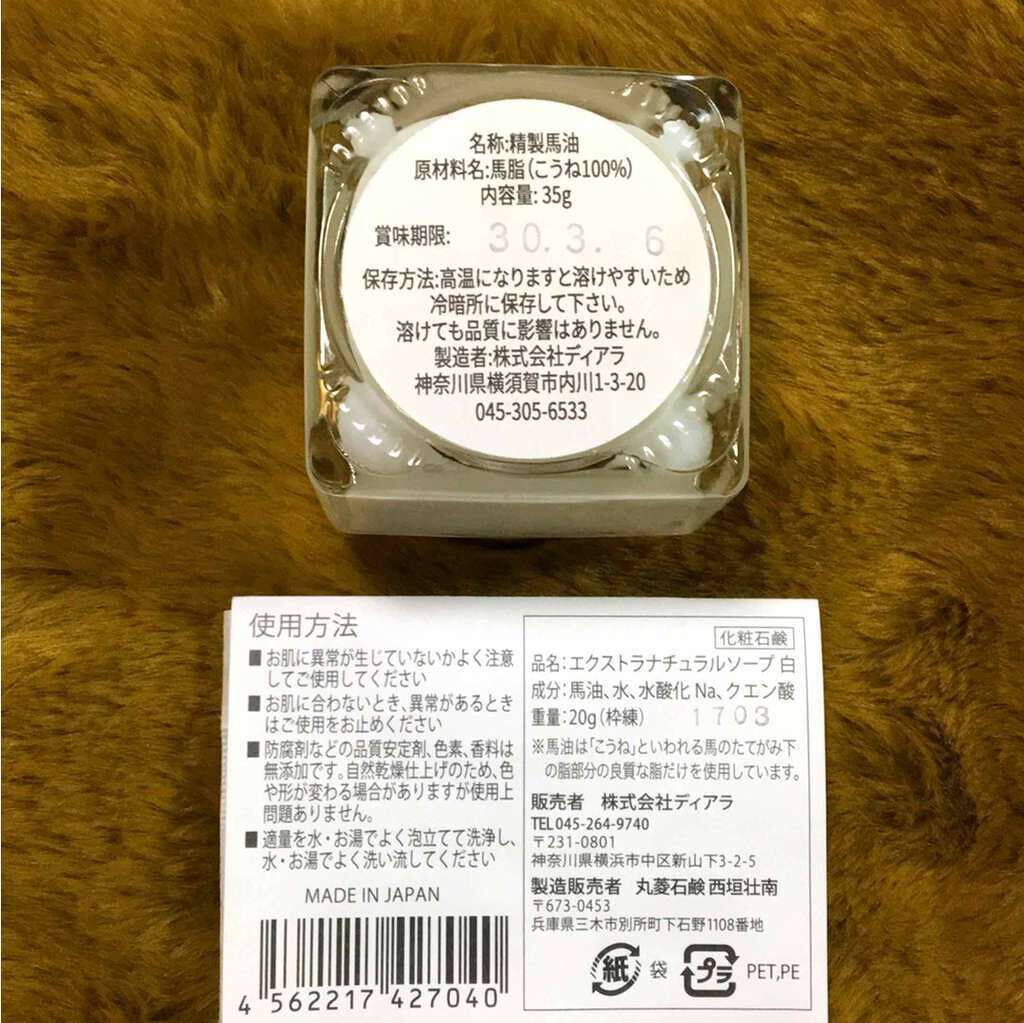 名称:精製馬油
原材料名:馬脂(こうね100%)
内容量: 35g
賞味期限: 30. 3. 6
保存方法:高温になりますと溶けやすいため
冷暗所に保存して下さい。
溶けても品質に影響はありません。
製造者:株式会社ディアラ
神奈川県横須賀市内川1-3-20
045-305-6533
使用方法
■お肌に異常が生じていないかよく注意
してご使用してください
■お肌に合わないとき、異常があるときは
はご使用をお止めください
■防腐剤などの品質安定剤、色素、香料は
無添加です。自然乾燥仕上げのため、色
や形が変わる場合がありますが使用上
問題ありません。
■適量を水・お湯でよく泡立てて洗浄し、
水・お湯でよく洗い流してください
MADE IN JAPAN
4 562217 427040
化粧石鹸
品名:エクストラナチュラルソープ 白
成分:馬油、水、水酸化 Na、クエン酸
重量:20g(枠練) 1703
※馬油は「こうね」といわれる馬のたてがみ下
の脂部分の良質な脂だけを使用しています。
販売者 株式会社ディアラ
TEL045-264-9740
〒231-0801
神奈川県横浜市中区新山下3-2-5
製造販売者 丸菱石鹸 西垣壮南
〒673-0453
兵庫県三木市別所町下石野1108番地
紙 袋 プラ PET,PE